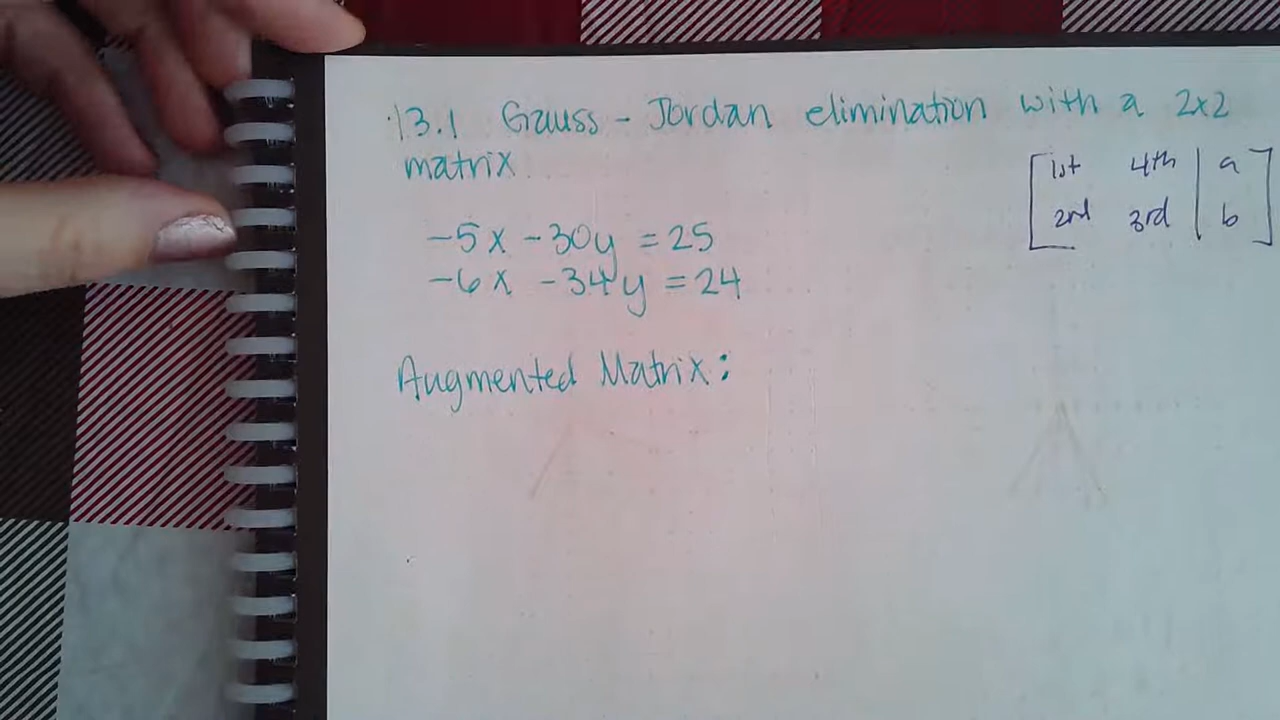 13.1 Gauss - Jordan elimination with a 2x2
matrix
1st 4th a
2nd 3rd b
-5x -30y = 25
-6x -34y = 24
Augmented Matrix: